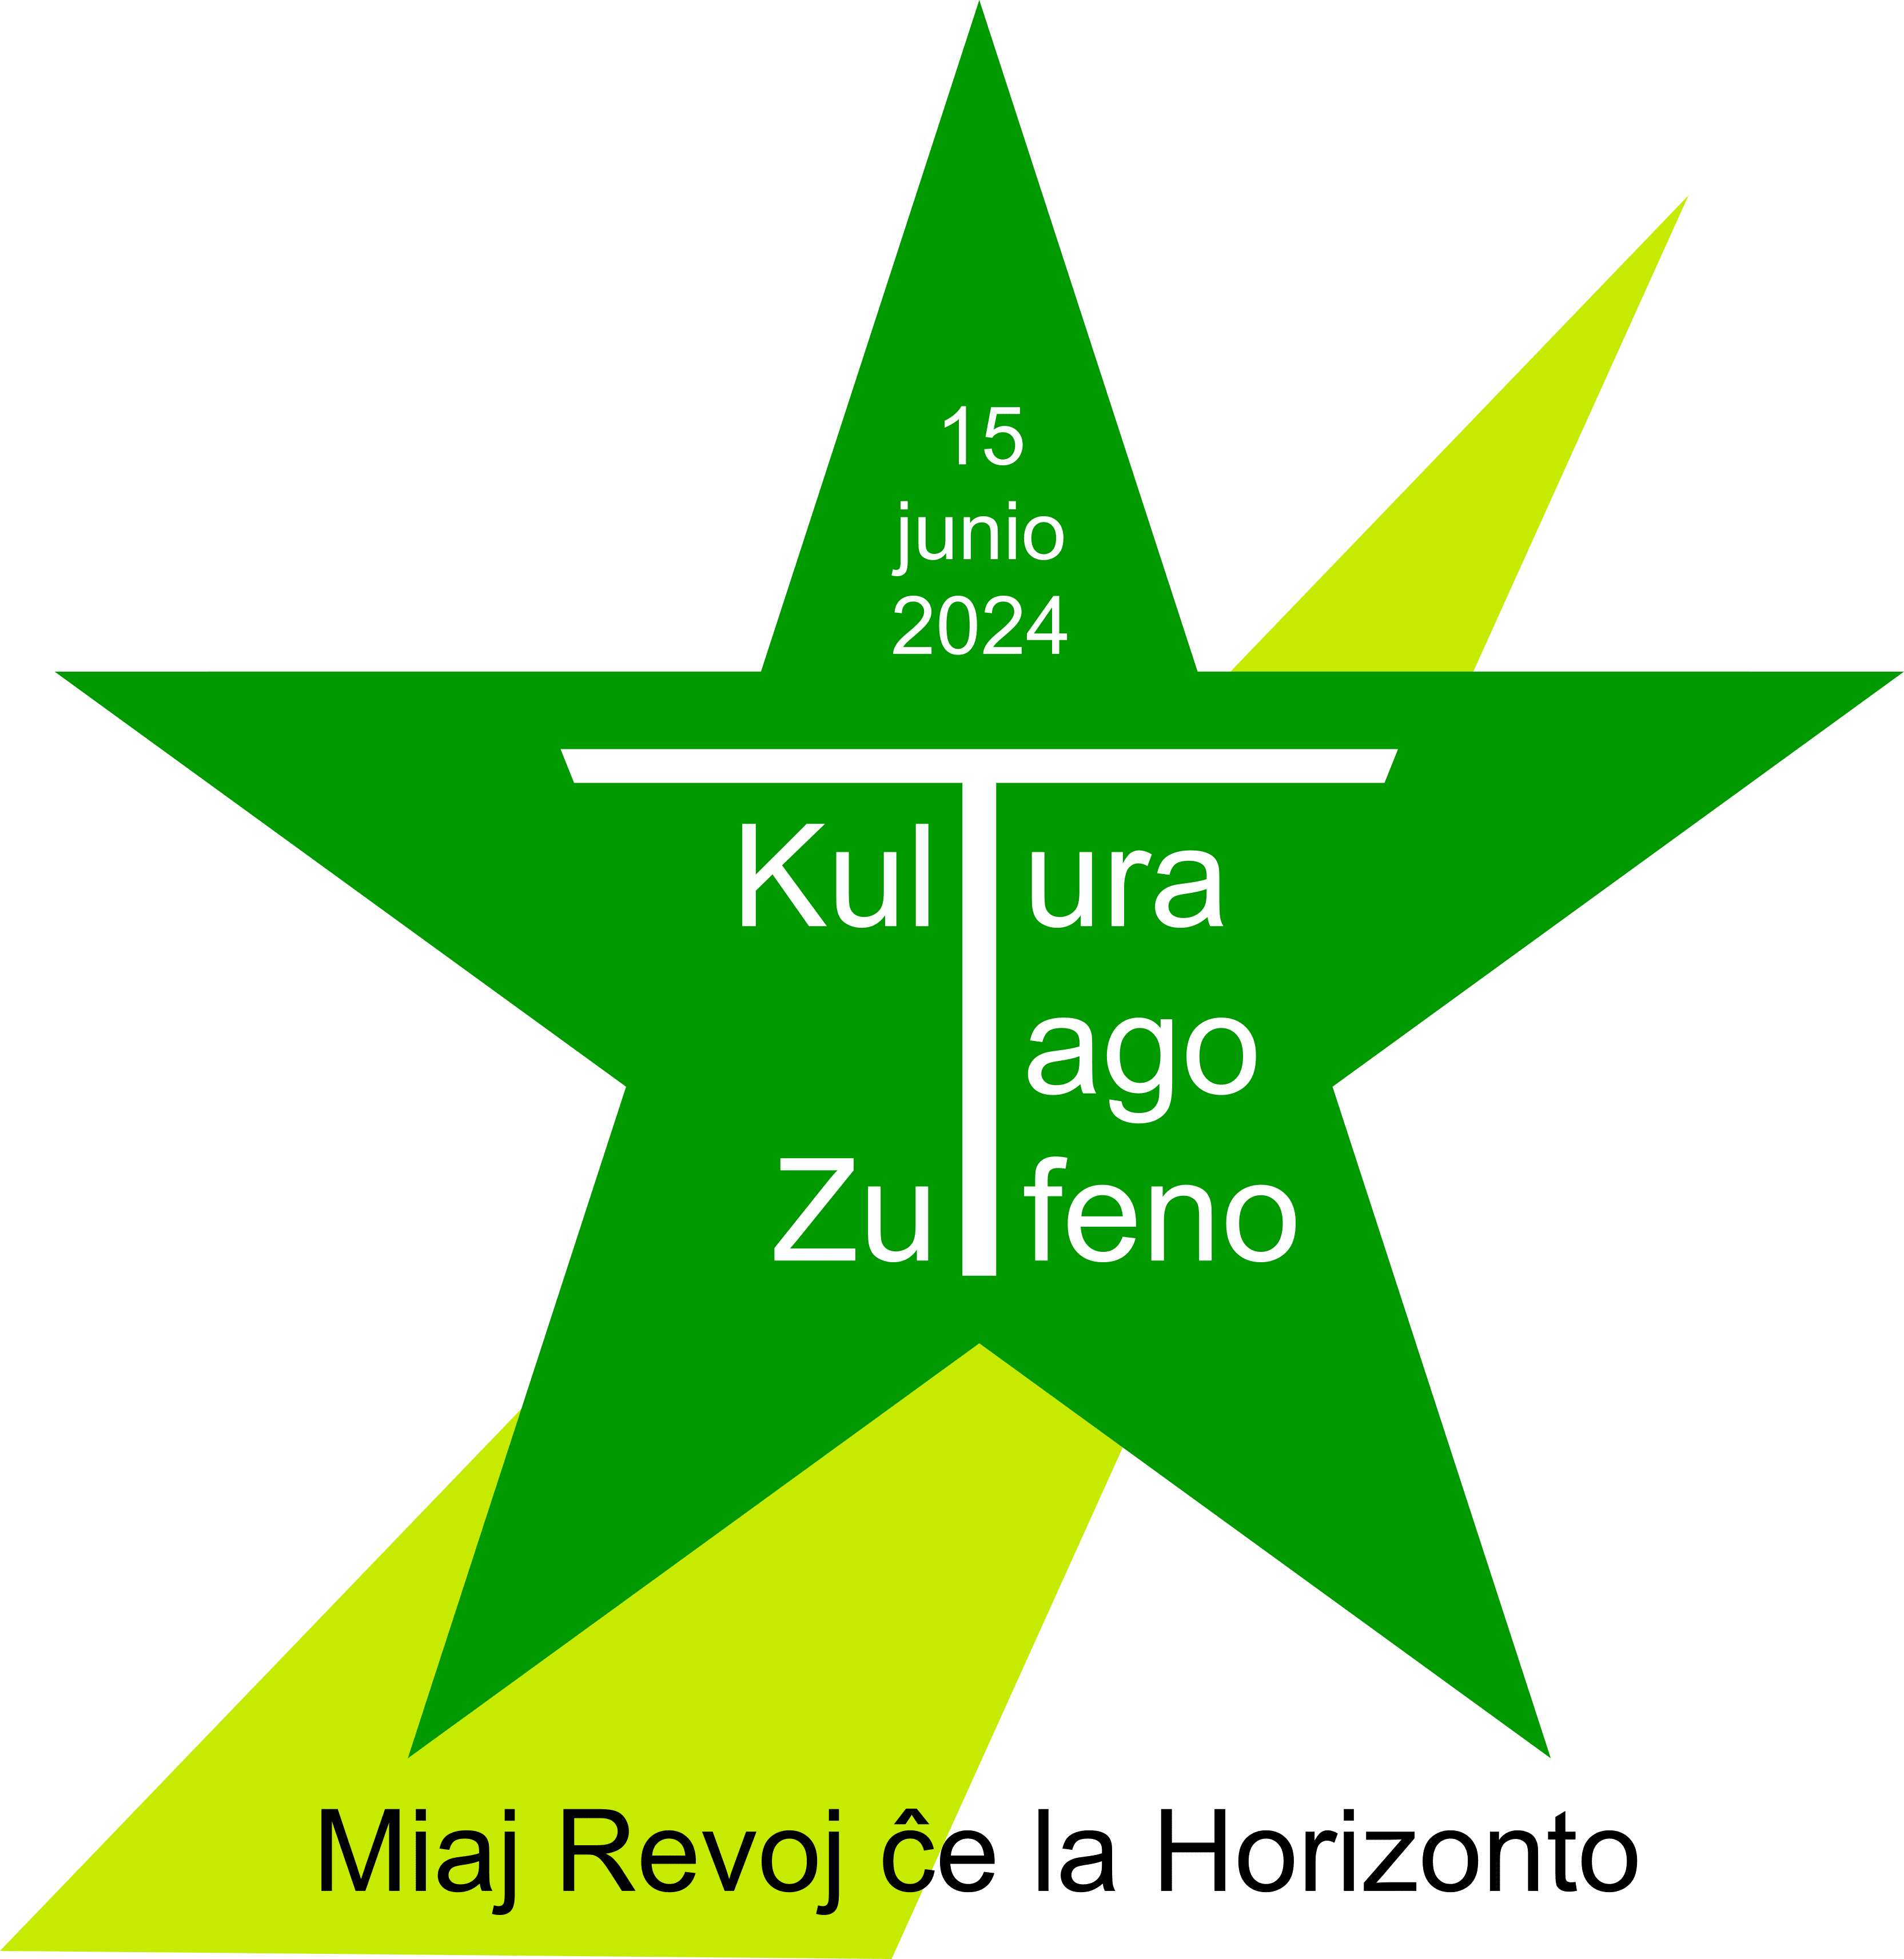 15
junio
2024
KulTura
Tago
ZuTfeno
Miaj Revoj ĉe la Horizonto